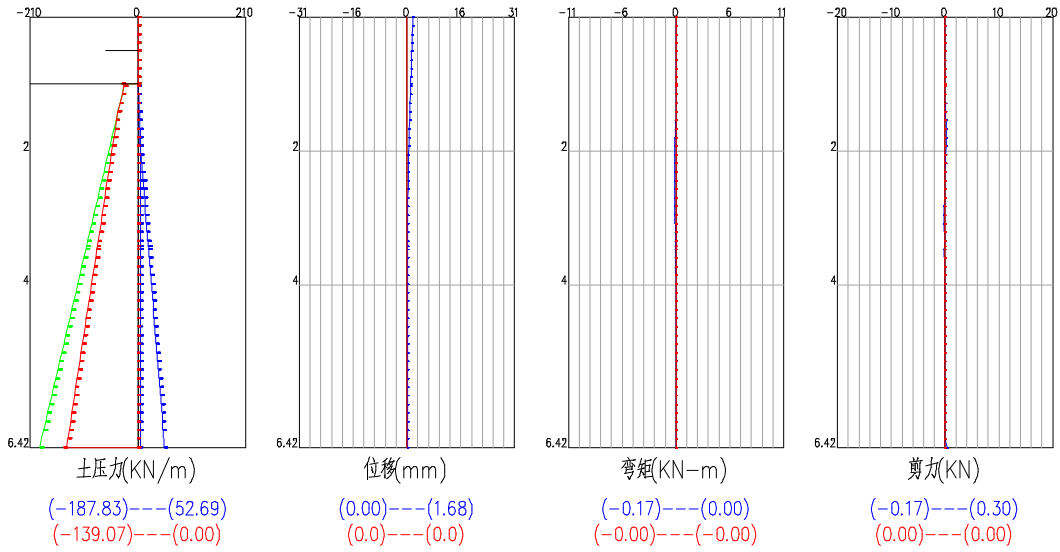 -210 0 210
2
4
6.42
土压力(KN/m)
(-187.83)---(52.69)
(-139.07)---(0.00)
-31 -16 0 16 31
2
4
6.42
位移(mm)
(0.00)---(1.68)
(0.0)---(0.0)
-11 -6 0 6 11
2
4
6.42
弯矩(KN-m)
(-0.17)---(0.00)
(-0.00)---(-0.00)
-20 -10 0 10 20
2
4
6.42
剪力(KN)
(-0.17)---(0.30)
(0.00)---(0.00)